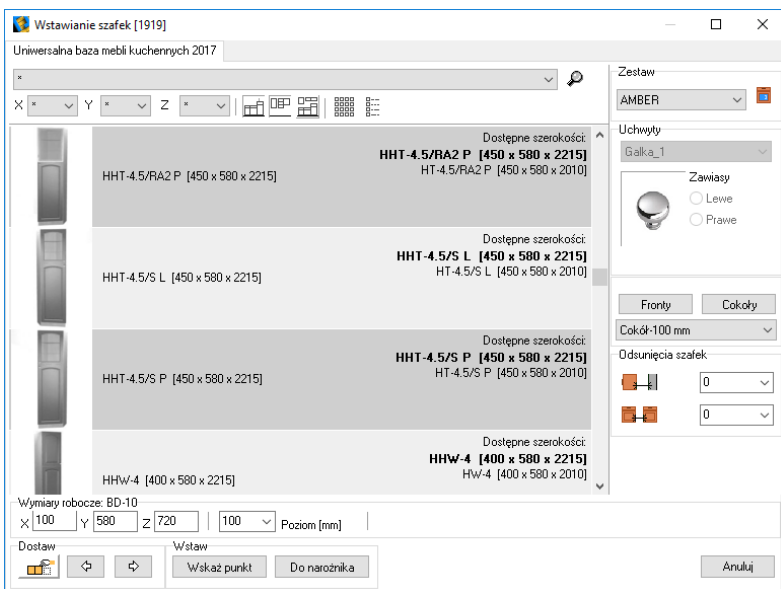 Wstawianie szafek [1919]
Uniwersalna baza mebli kuchennych 2017
*
X * Y * Z *
Dostępne szerokości:
HHT-4.5/RA2 P [450 x 580 x 2215]
HT-4.5/RA2 P [450 x 580 x 2010]
HHT-4.5/RA2 P [450 x 580 x 2215]
Dostępne szerokości:
HHT-4.5/S L [450 x 580 x 2215]
HT-4.5/S L [450 x 580 x 2010]
HHT-4.5/S L [450 x 580 x 2215]
Dostępne szerokości:
HHT-4.5/S P [450 x 580 x 2215]
HT-4.5/S P [450 x 580 x 2010]
HHT-4.5/S P [450 x 580 x 2215]
Dostępne szerokości:
HHW-4 [400 x 580 x 2215]
HW-4 [400 x 580 x 2010]
HHW-4 [400 x 580 x 2215]
Zestaw
AMBER
Uchwyty
Galka_1
Zawiasy
Lewe
Prawe
Fronty Cokoły
Cokół-100 mm
Odsunięcia szafek
0
0
Wymiary robocze: BD-10
X 100 Y 580 Z 720 100 Poziom [mm]
Dostaw
Wstaw
Wskaż punkt Do narożnika
Anuluj